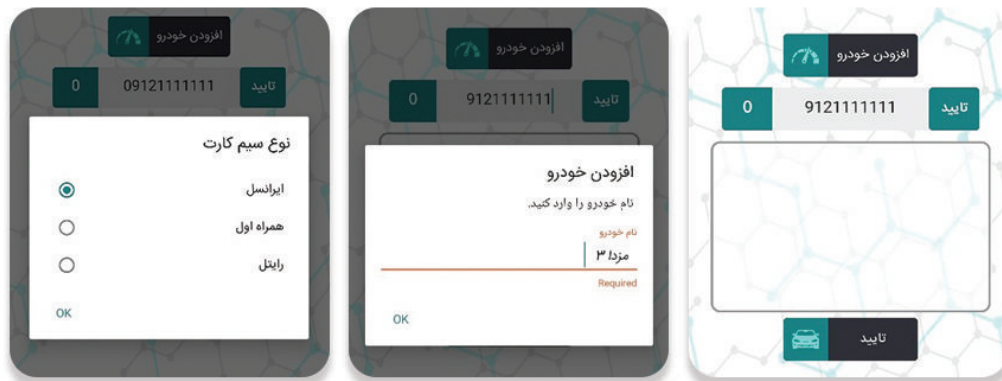 افزودن خودرو
0 9121111111 تایید
تایید
افزودن خودرو
0 9121111111 تایید
افزودن خودرو
نام خودرو را وارد کنید.
نام خودرو
مزدا ۳
Required
OK
افزودن خودرو
0 09121111111 تایید
نوع سیم کارت
ایرانسل
همراه اول
رایتل
OK